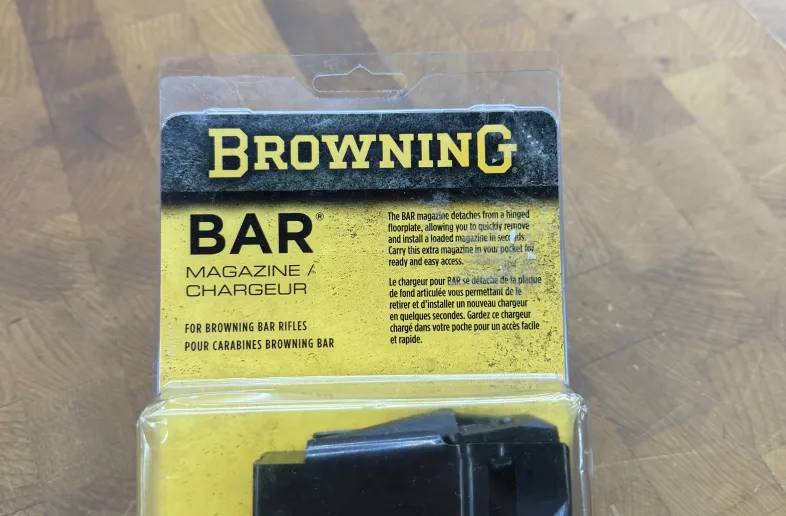 BROWNING
BAR®
MAGAZINE /
CHARGEUR
FOR BROWNING BAR RIFLES
POUR CARABINES BROWNING BAR
The BAR magazine detaches from a hinged
floorplate, allowing you to quickly remove
and install a loaded magazine in seconds.
Carry this extra magazine in your pocket for
ready and easy access.
Le chargeur pour BAR se détache de la plaque
de fond articulée vous permettant de le
retirer et d'installer un nouveau chargeur
en quelques secondes. Gardez ce chargeur
chargé dans votre poche pour un accès facile
et rapide.